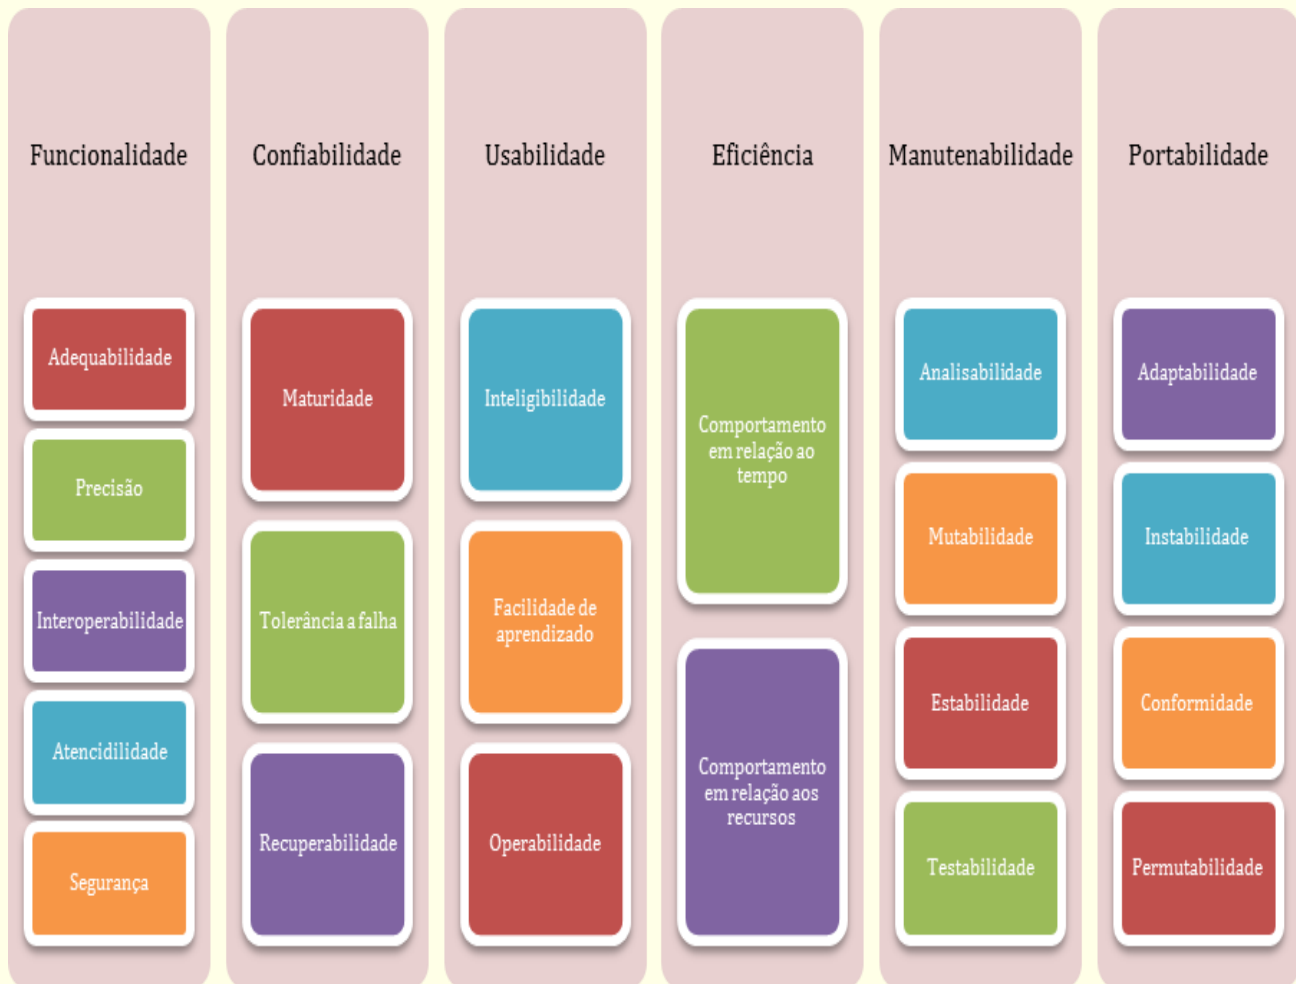 Funcionalidade
Adequabilidade
Precisão
Interoperabilidade
Atencidilidade
Segurança
Confiabilidade
Maturidade
Tolerância a falha
Recuperabilidade
Usabilidade
Inteligibilidade
Facilidade de
aprendizado
Operabilidade
Eficiência
Comportamento
em relação ao
tempo
Comportamento
em relação aos
recursos
Manutenabilidade
Analisabilidade
Mutabilidade
Estabilidade
Testabilidade
Portabilidade
Adaptabilidade
Instabilidade
Conformidade
Permutabilidade